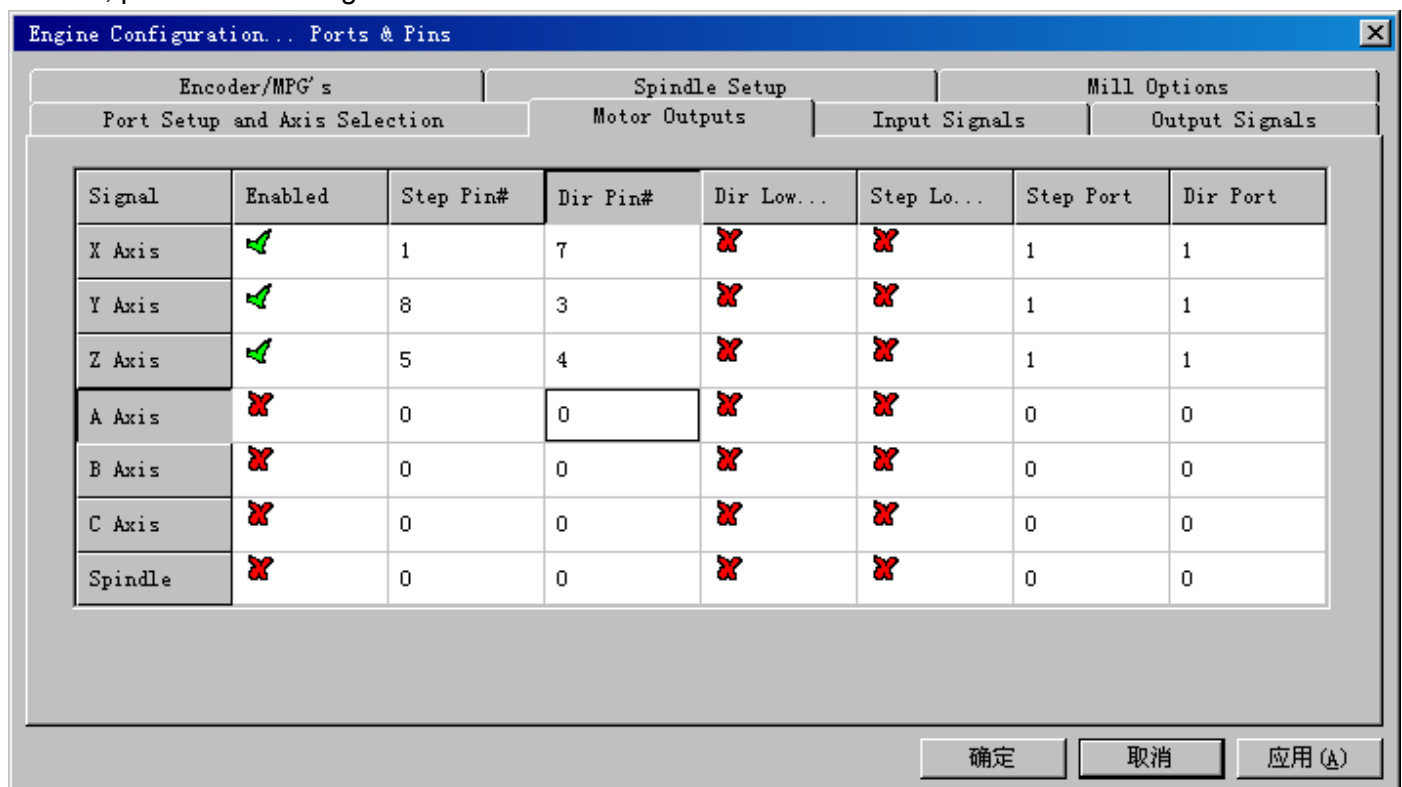 Engine Configuration... Ports & Pins
Encoder/MPG's Spindle Setup Mill Options
Port Setup and Axis Selection Motor Outputs Input Signals Output Signals
Signal Enabled Step Pin# Dir Pin# Dir Low... Step Lo... Step Port Dir Port
X Axis 1 7 1 1
Y Axis 8 3 1 1
Z Axis 5 4 1 1
A Axis 0 0 0 0
B Axis 0 0 0 0
C Axis 0 0 0 0
Spindle 0 0 0 0
确定 取消 应用(A)